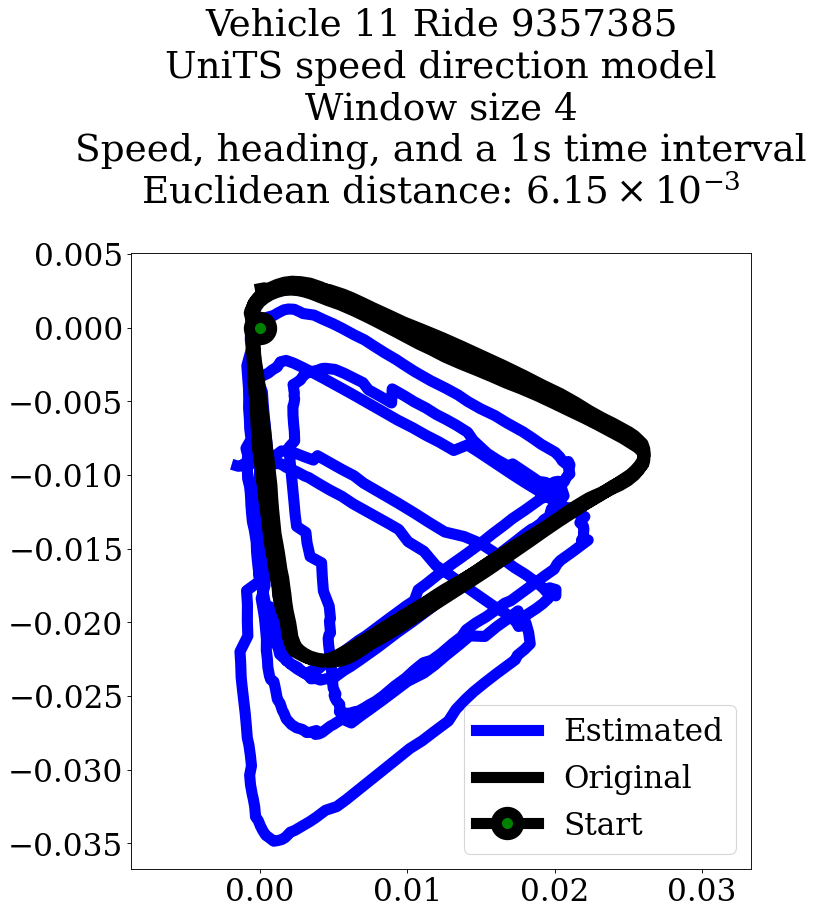 Vehicle 11 Ride 9357385
UniTS speed direction model
Window size 4
Speed, heading, and a 1s time interval
Euclidean distance: 6.15 × 10⁻³
0.005
0.000
−0.005
−0.010
−0.015
−0.020
−0.025
−0.030
−0.035
Estimated
Original
Start
0.00 0.01 0.02 0.03